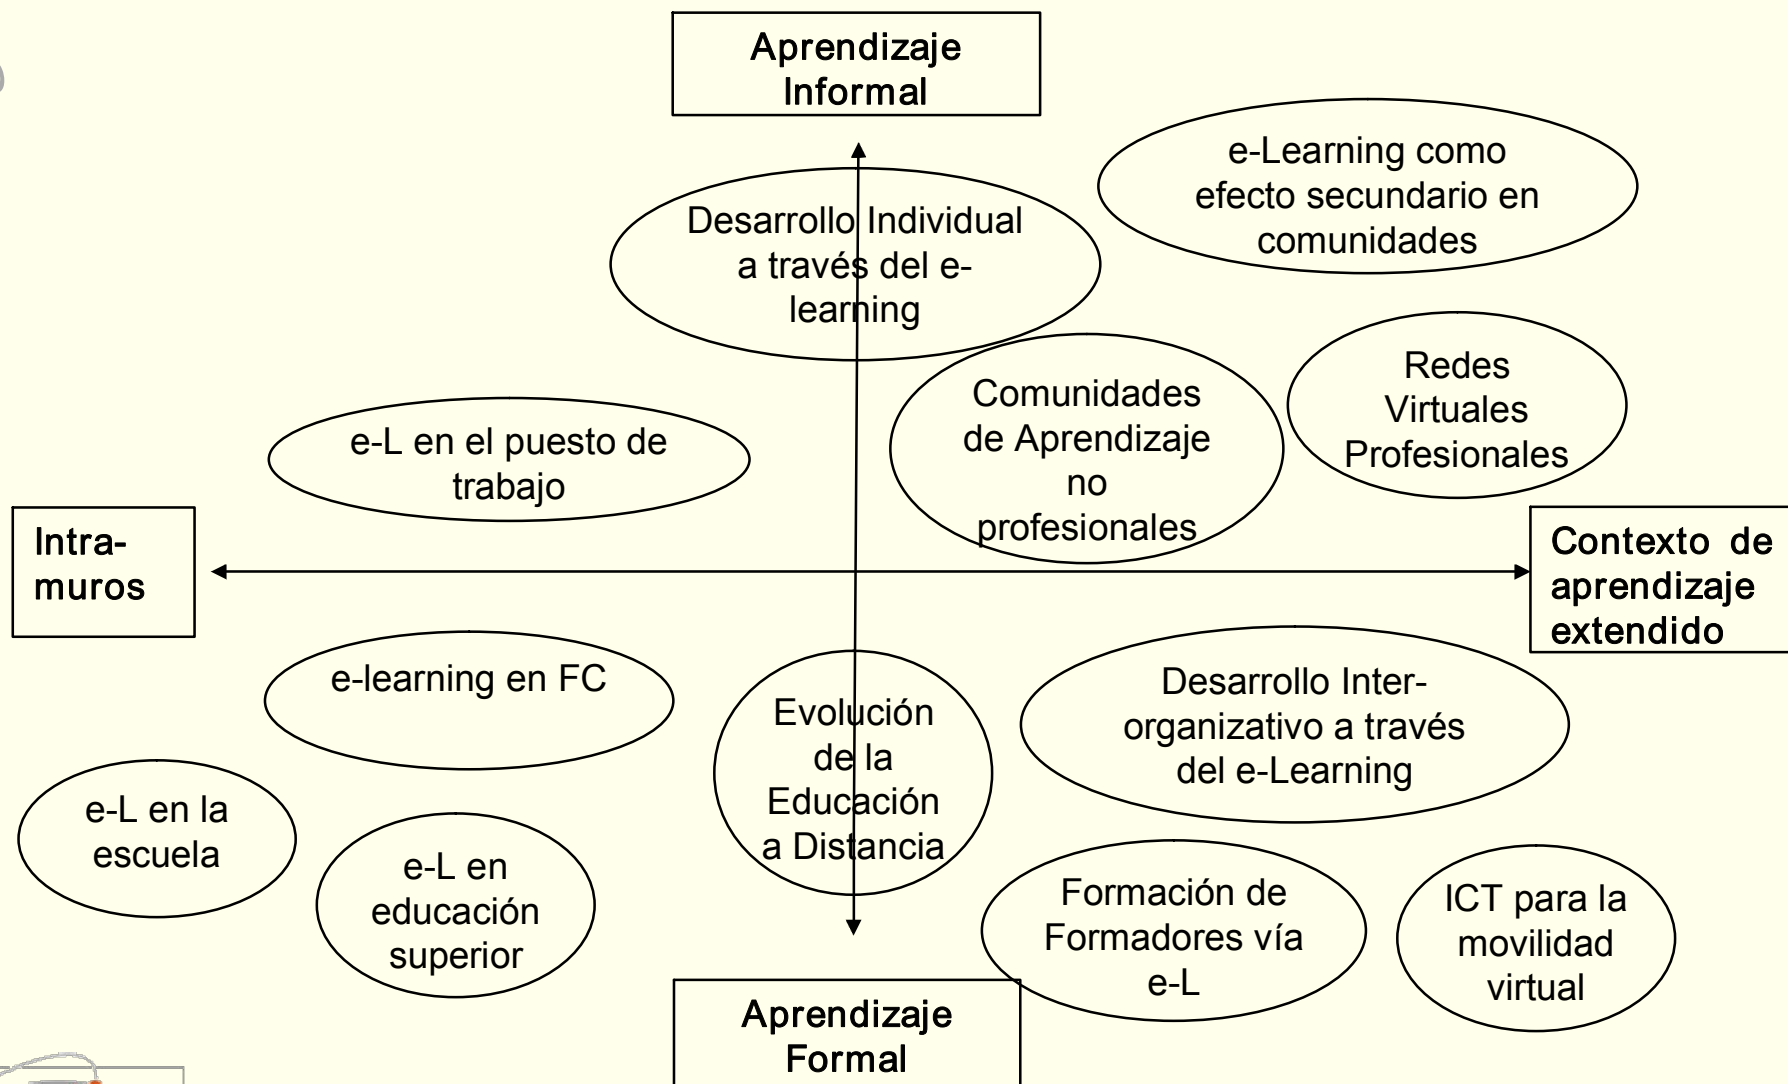 Aprendizaje
Informal
e-Learning como
efecto secundario en
comunidades
Desarrollo Individual
a través del e-
learning
Redes
Virtuales
Profesionales
Comunidades
de Aprendizaje
no
profesionales
e-L en el puesto de
trabajo
Intra-
muros
Contexto de
aprendizaje
extendido
e-learning en FC
Evolución
de la
Educación
a Distancia
Desarrollo Inter-
organizativo a través
del e-Learning
e-L en la
escuela
e-L en
educación
superior
Formación de
Formadores vía
e-L
ICT para la
movilidad
virtual
Aprendizaje
Formal